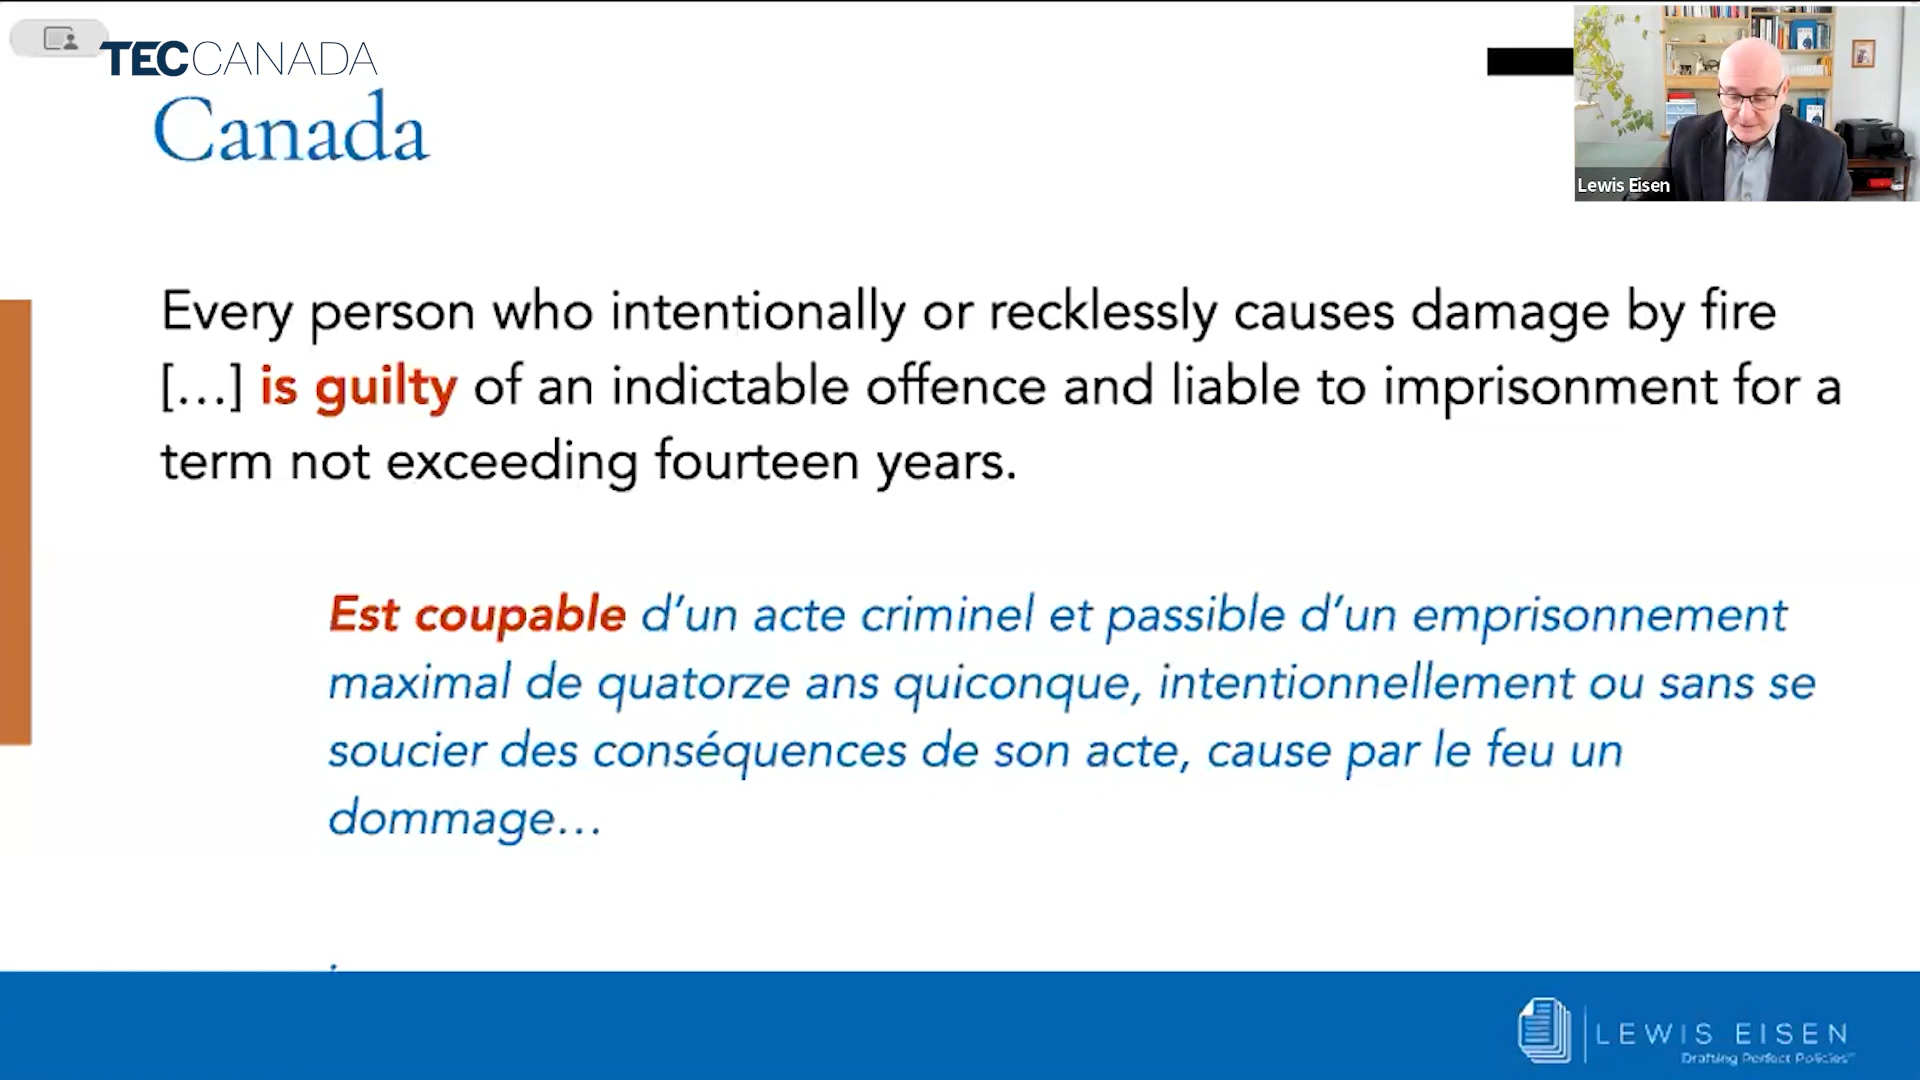 TECCANADA
Canada
Lewis Eisen
Every person who intentionally or recklessly causes damage by fire
[…] is guilty of an indictable offence and liable to imprisonment for a
term not exceeding fourteen years.
Est coupable d’un acte criminel et passible d’un emprisonnement
maximal de quatorze ans quiconque, intentionnellement ou sans se
soucier des conséquences de son acte, cause par le feu un
dommage…
LEWIS EISEN
Drafting Perfect Policies™